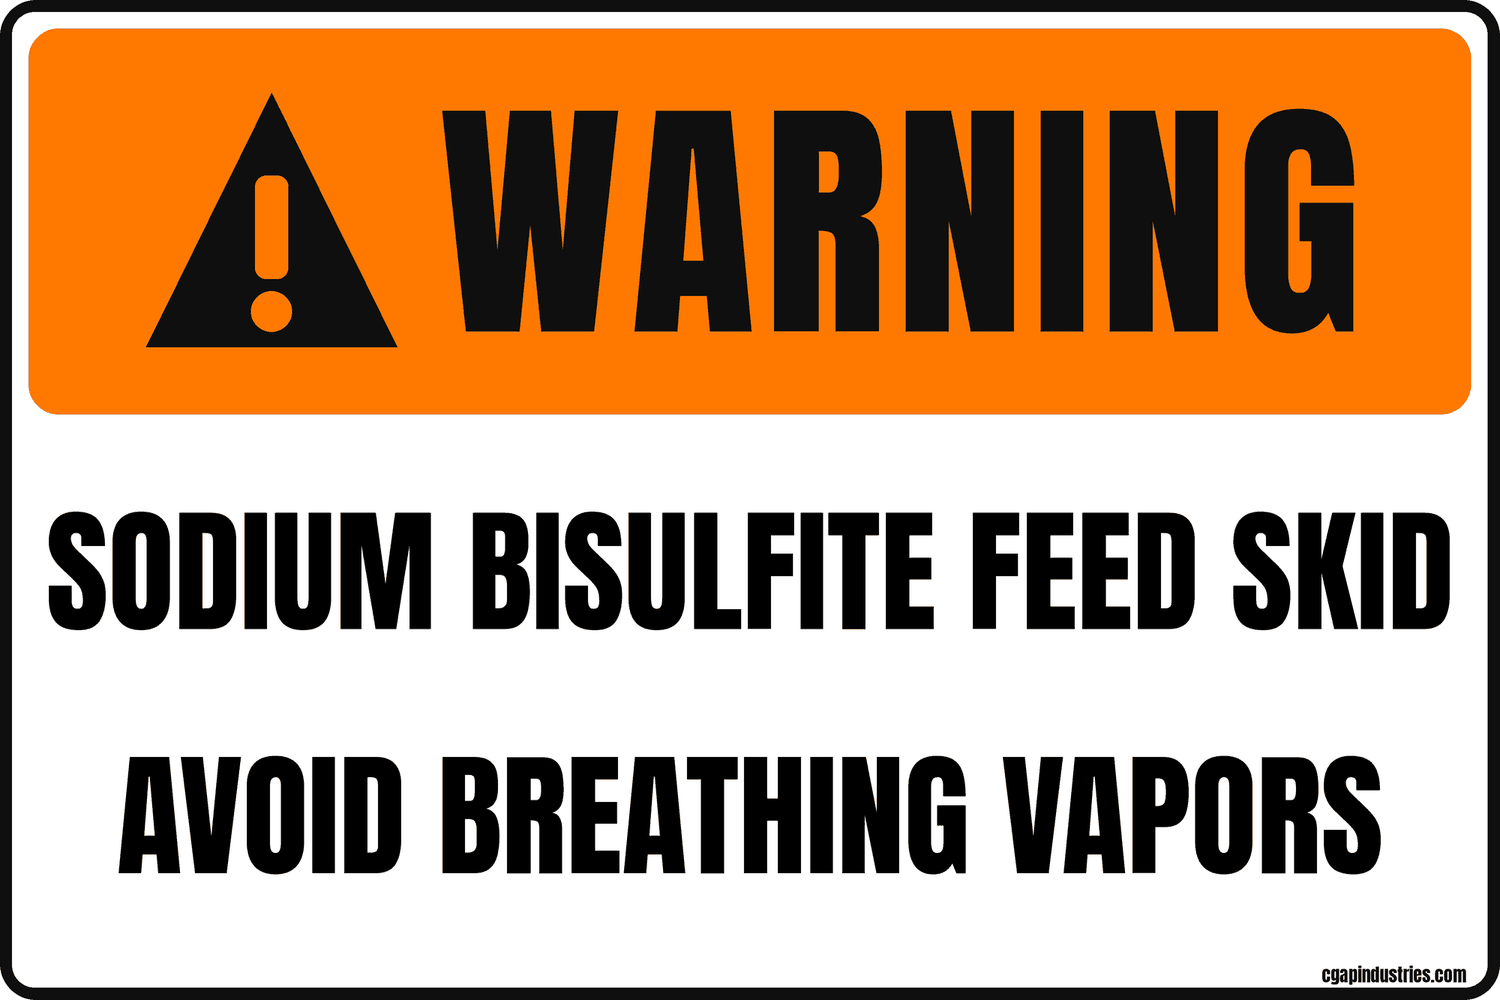 WARNING
SODIUM BISULFITE FEED SKID
AVOID BREATHING VAPORS
cgapindustries.com